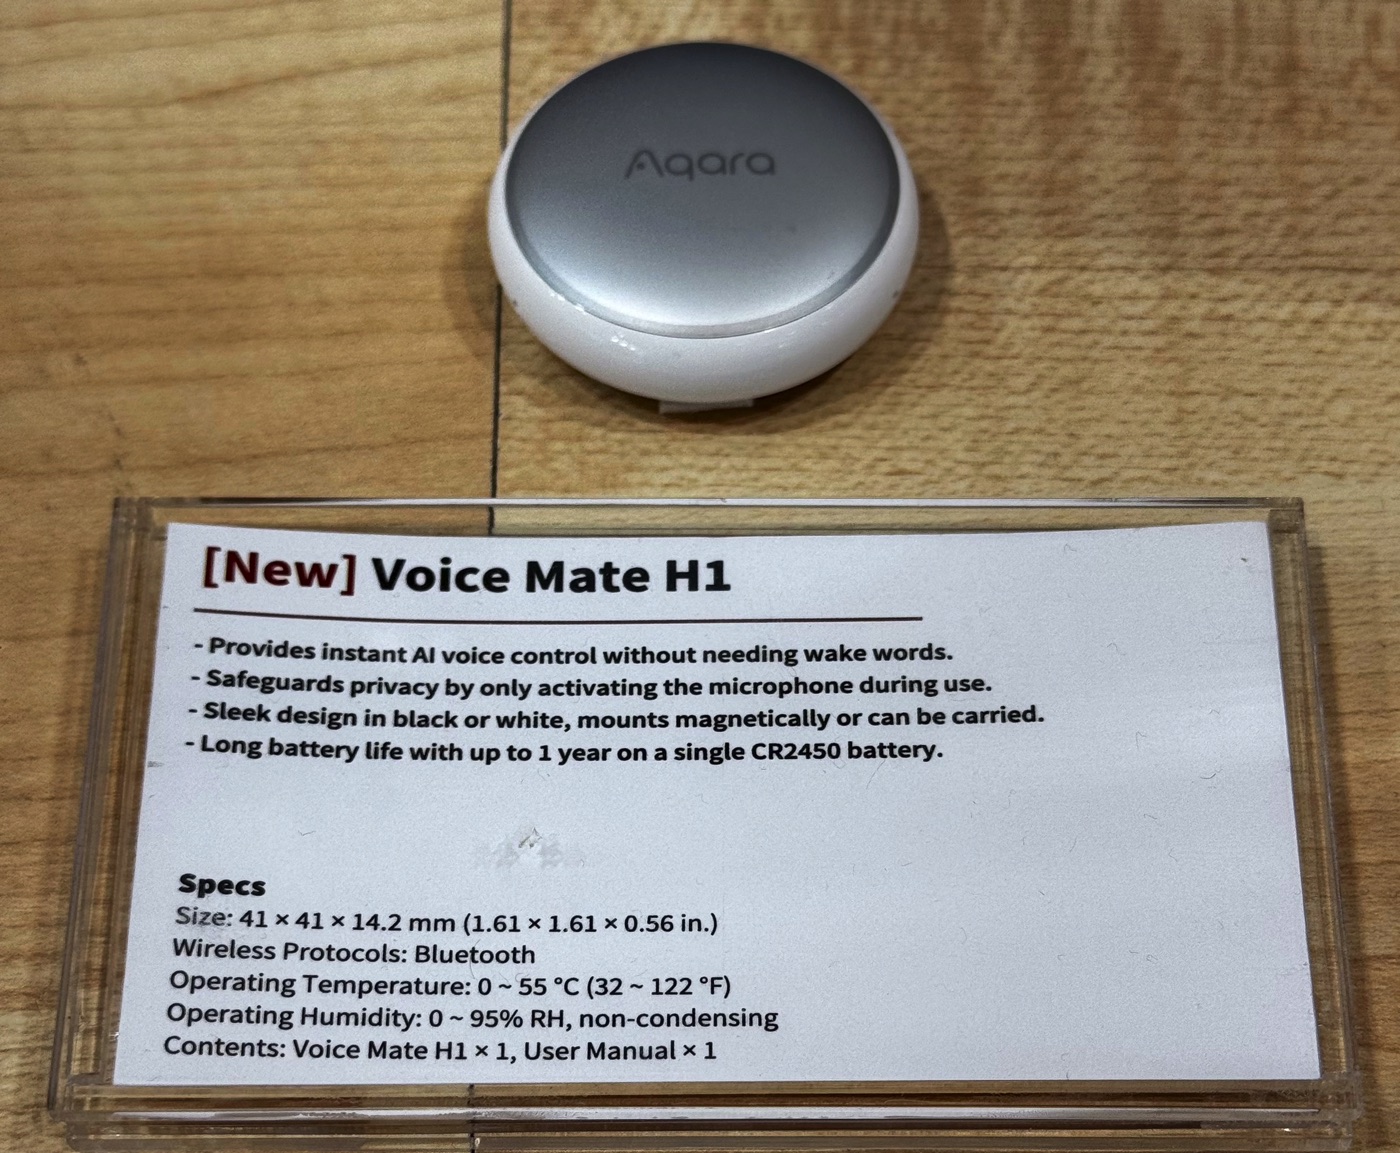 Aqara
[New] Voice Mate H1
- Provides instant AI voice control without needing wake words.
- Safeguards privacy by only activating the microphone during use.
- Sleek design in black or white, mounts magnetically or can be carried.
- Long battery life with up to 1 year on a single CR2450 battery.
Specs
Size: 41 × 41 × 14.2 mm (1.61 × 1.61 × 0.56 in.)
Wireless Protocols: Bluetooth
Operating Temperature: 0 ~ 55 °C (32 ~ 122 °F)
Operating Humidity: 0 ~ 95% RH, non-condensing
Contents: Voice Mate H1 × 1, User Manual × 1